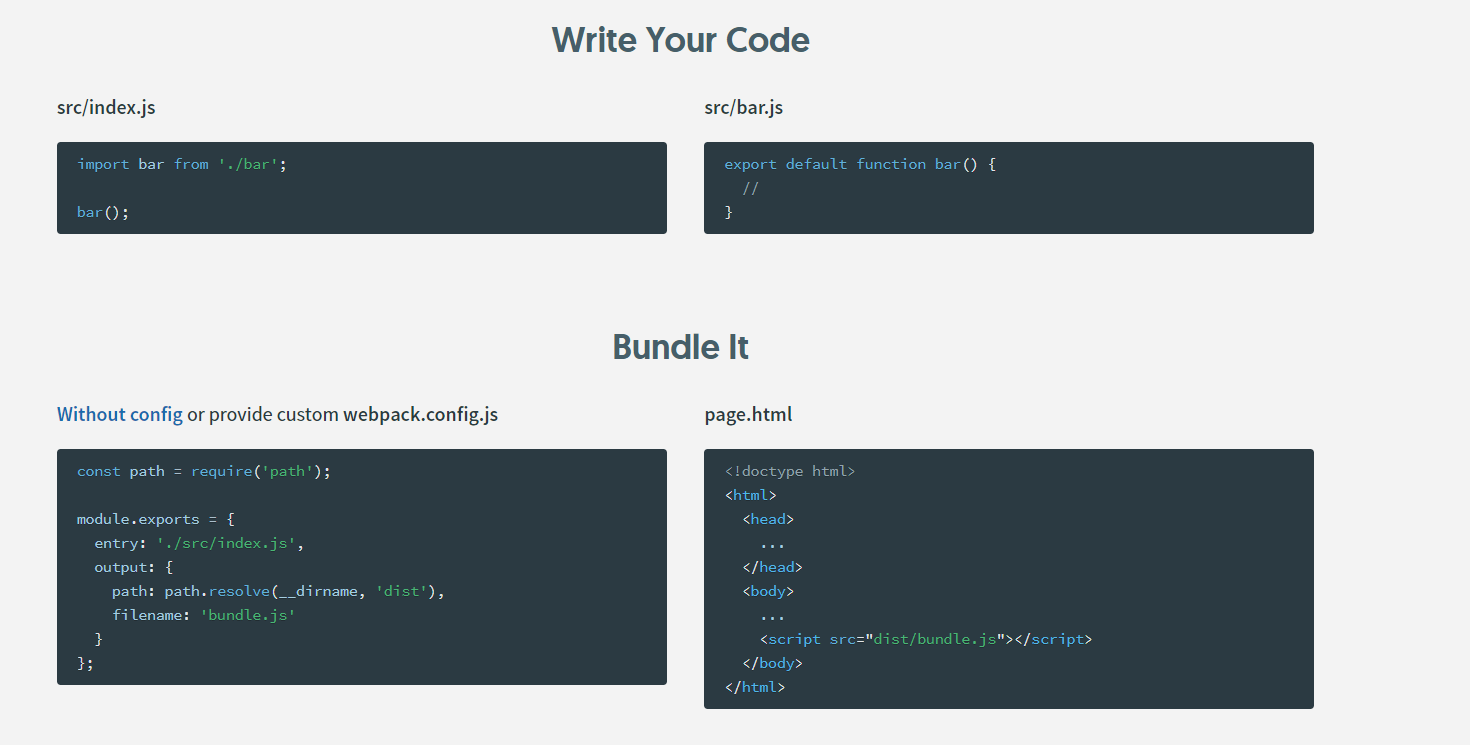 Write Your Code
src/index.js
import bar from './bar';
bar();
src/bar.js
export default function bar() {
  //
}
Bundle It
Without config or provide custom webpack.config.js
const path = require('path');
module.exports = {
  entry: './src/index.js',
  output: {
    path: path.resolve(__dirname, 'dist'),
    filename: 'bundle.js'
  }
};
page.html
<!doctype html>
<html>
  <head>
    ...
  </head>
  <body>
    ...
    <script src="dist/bundle.js"></script>
  </body>
</html>